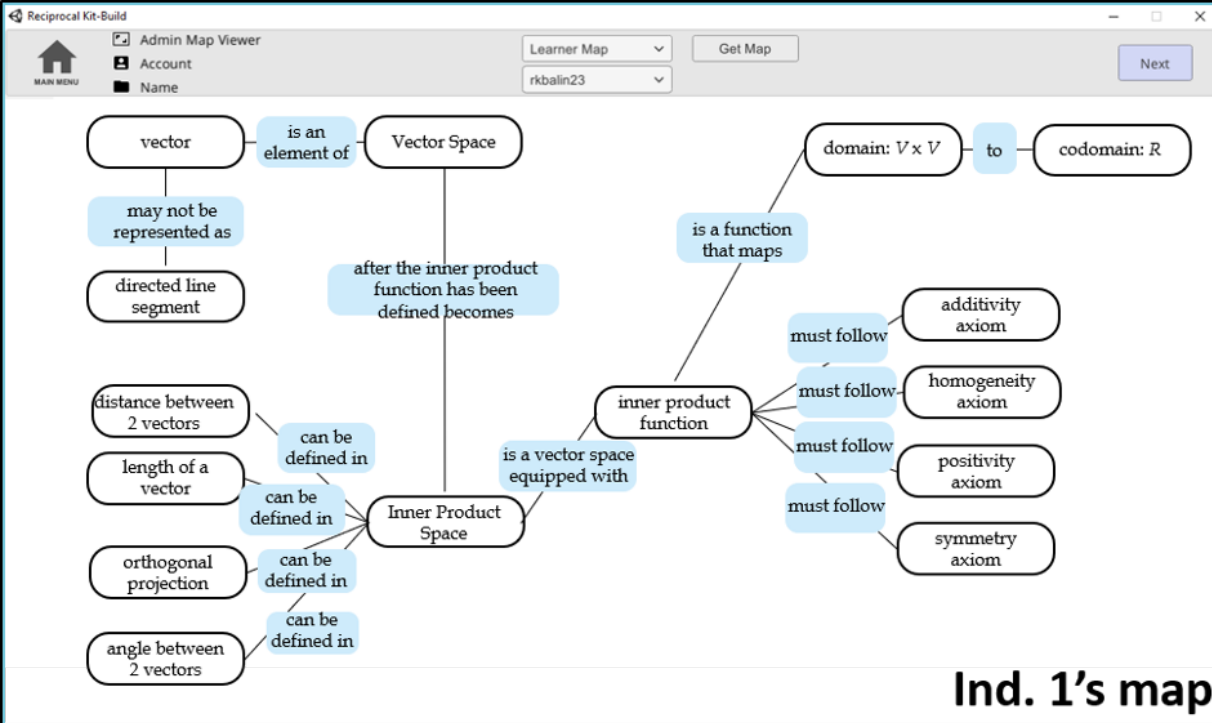 Reciprocal Kit-Build
MAIN MENU
Admin Map Viewer
Account
Name
Learner Map
rkbalin23
Get Map
Next
vector
is an
element of
Vector Space
domain: V x V
to
codomain: R
may not be
represented as
is a function
that maps
directed line
segment
after the inner product
function has been
defined becomes
additivity
axiom
must follow
homogeneity
axiom
must follow
distance between
2 vectors
inner product
function
can be
defined in
must follow
is a vector space
equipped with
positivity
axiom
length of a
vector
can be
defined in
must follow
Inner Product
Space
symmetry
axiom
orthogonal
projection
can be
defined in
can be
defined in
angle between
2 vectors
Ind. 1's map